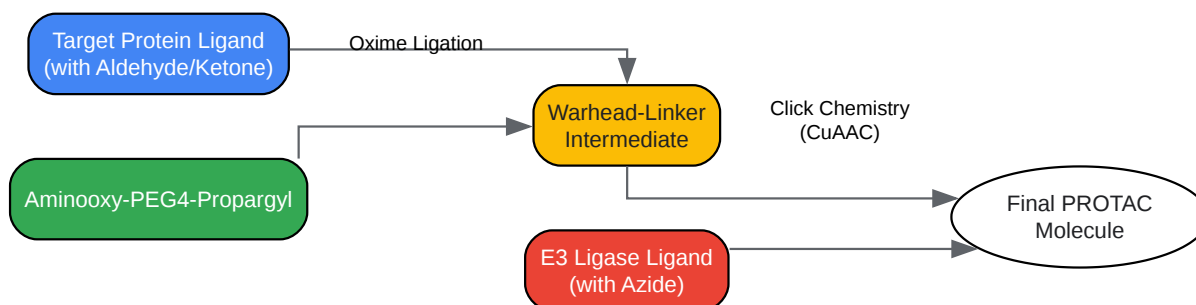 Target Protein Ligand
(with Aldehyde/Ketone)
Oxime Ligation
Warhead-Linker
Intermediate
Click Chemistry
(CuAAC)
Aminooxy-PEG4-Propargyl
Final PROTAC
Molecule
E3 Ligase Ligand
(with Azide)